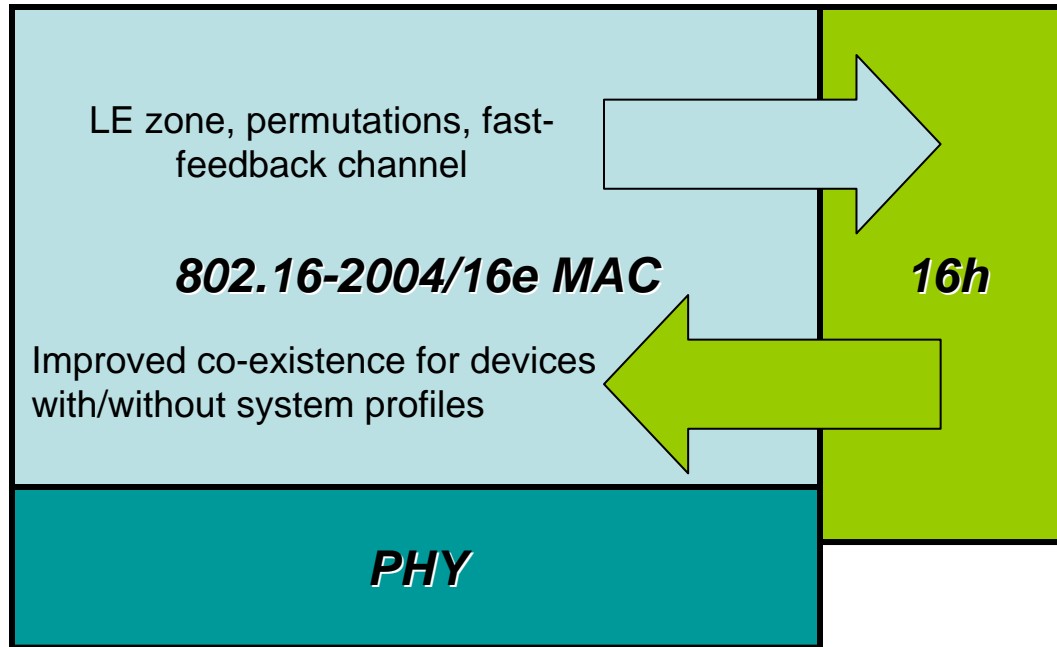 LE zone, permutations, fast-
feedback channel
802.16-2004/16e MAC
16h
Improved co-existence for devices
with/without system profiles
PHY